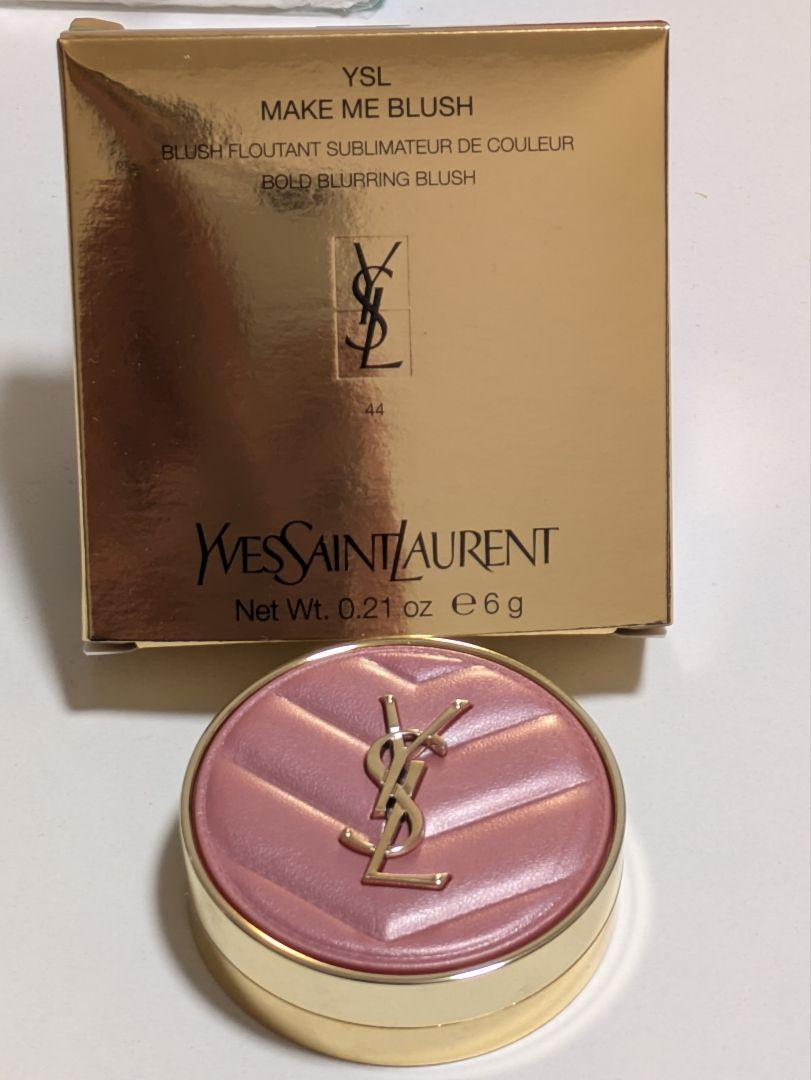 YSL
MAKE ME BLUSH
BLUSH FLOUTANT SUBLIMATEUR DE COULEUR
BOLD BLURRING BLUSH
YSL
44
YVESSAINTLAURENT
Net Wt. 0.21 oz ℮ 6 g
YSL